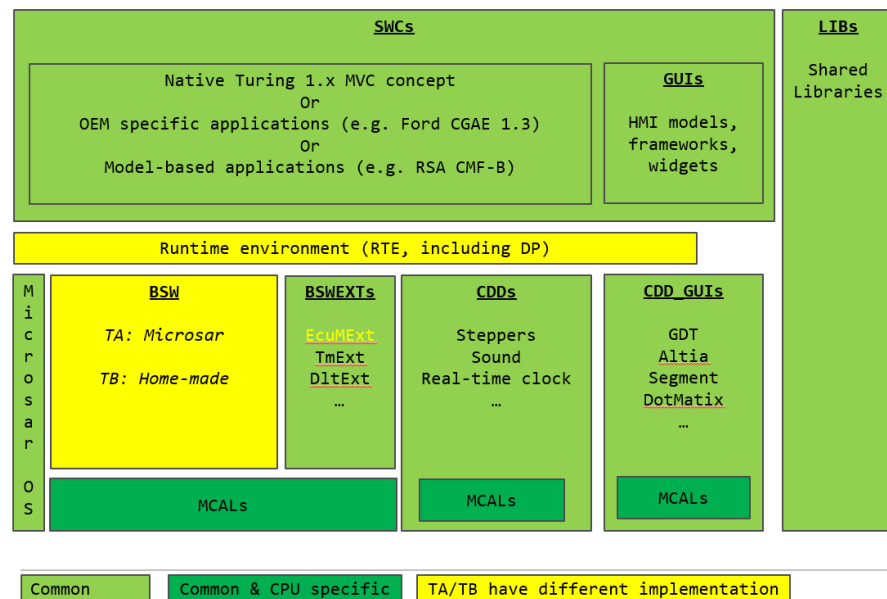 SWCs
Native Turing 1.x MVC concept
Or
OEM specific applications (e.g. Ford CGAE 1.3)
Or
Model-based applications (e.g. RSA CMF-B)
GUIs
HMI models,
frameworks,
widgets
LIBs
Shared
Libraries
Runtime environment (RTE, including DP)
Microsar OS
BSW
TA: Microsar
TB: Home-made
BSWEXTs
EcuMExt
TmExt
DltExt
…
CDDs
Steppers
Sound
Real-time clock
…
CDD_GUIs
GDT
Altia
Segment
DotMatix
…
MCALs
MCALs
MCALs
Common
Common & CPU specific
TA/TB have different implementation